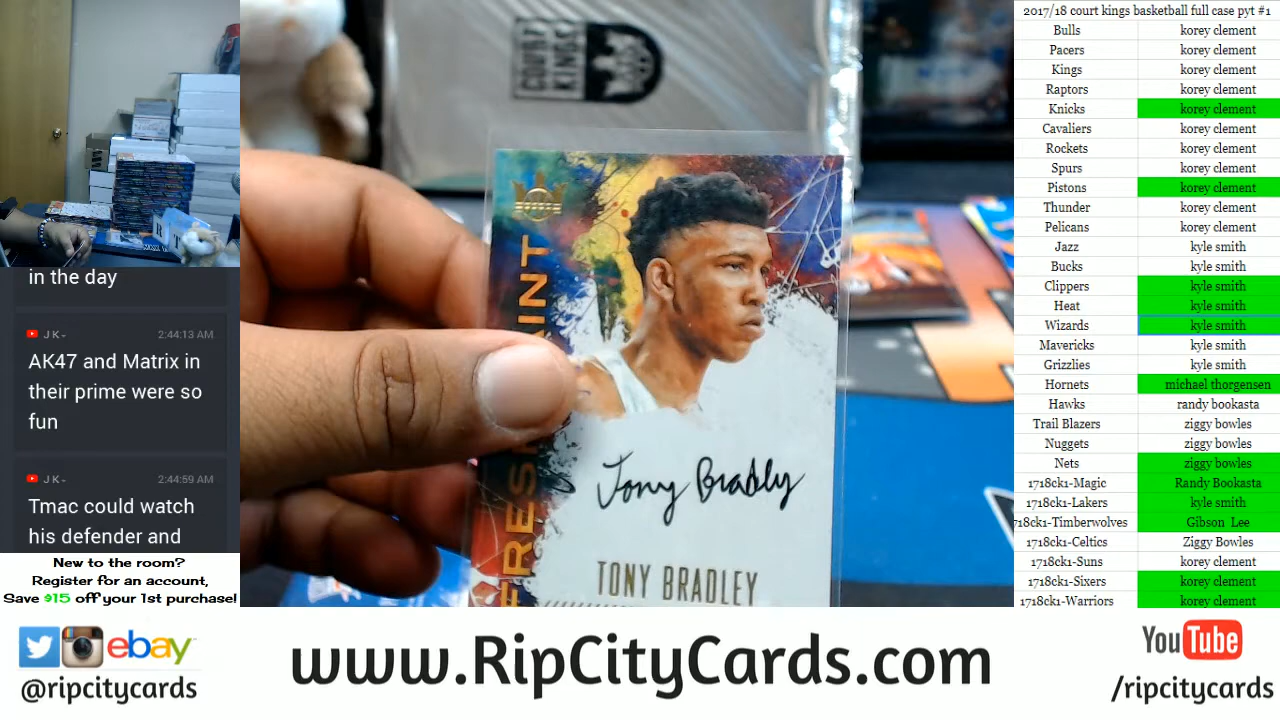 in the day
JK- 2:44:13 AM
AK47 and Matrix in
their prime were so
fun
JK- 2:44:59 AM
Tmac could watch
his defender and
New to the room?
Register for an account,
Save $15 off your 1st purchase!
COURT
KINGS
FRESH PAINT
Tony Bradley
TONY BRADLEY
2017/18 court kings basketball full case pyt #1
Bulls korey clement
Pacers korey clement
Kings korey clement
Raptors korey clement
Knicks korey clement
Cavaliers korey clement
Rockets korey clement
Spurs korey clement
Pistons korey clement
Thunder korey clement
Pelicans korey clement
Jazz kyle smith
Bucks kyle smith
Clippers kyle smith
Heat kyle smith
Wizards kyle smith
Mavericks kyle smith
Grizzlies kyle smith
Hornets michael thorgensen
Hawks randy bookasta
Trail Blazers ziggy bowles
Nuggets ziggy bowles
Nets ziggy bowles
1718ck1-Magic Randy Bookasta
1718ck1-Lakers kyle smith
718ck1-Timberwolves Gibson Lee
1718ck1-Celtics Ziggy Bowles
1718ck1-Suns korey clement
1718ck1-Sixers korey clement
1718ck1-Warriors korey clement
ebay
@ripcitycards
www.RipCityCards.com
YouTube
/ripcitycards